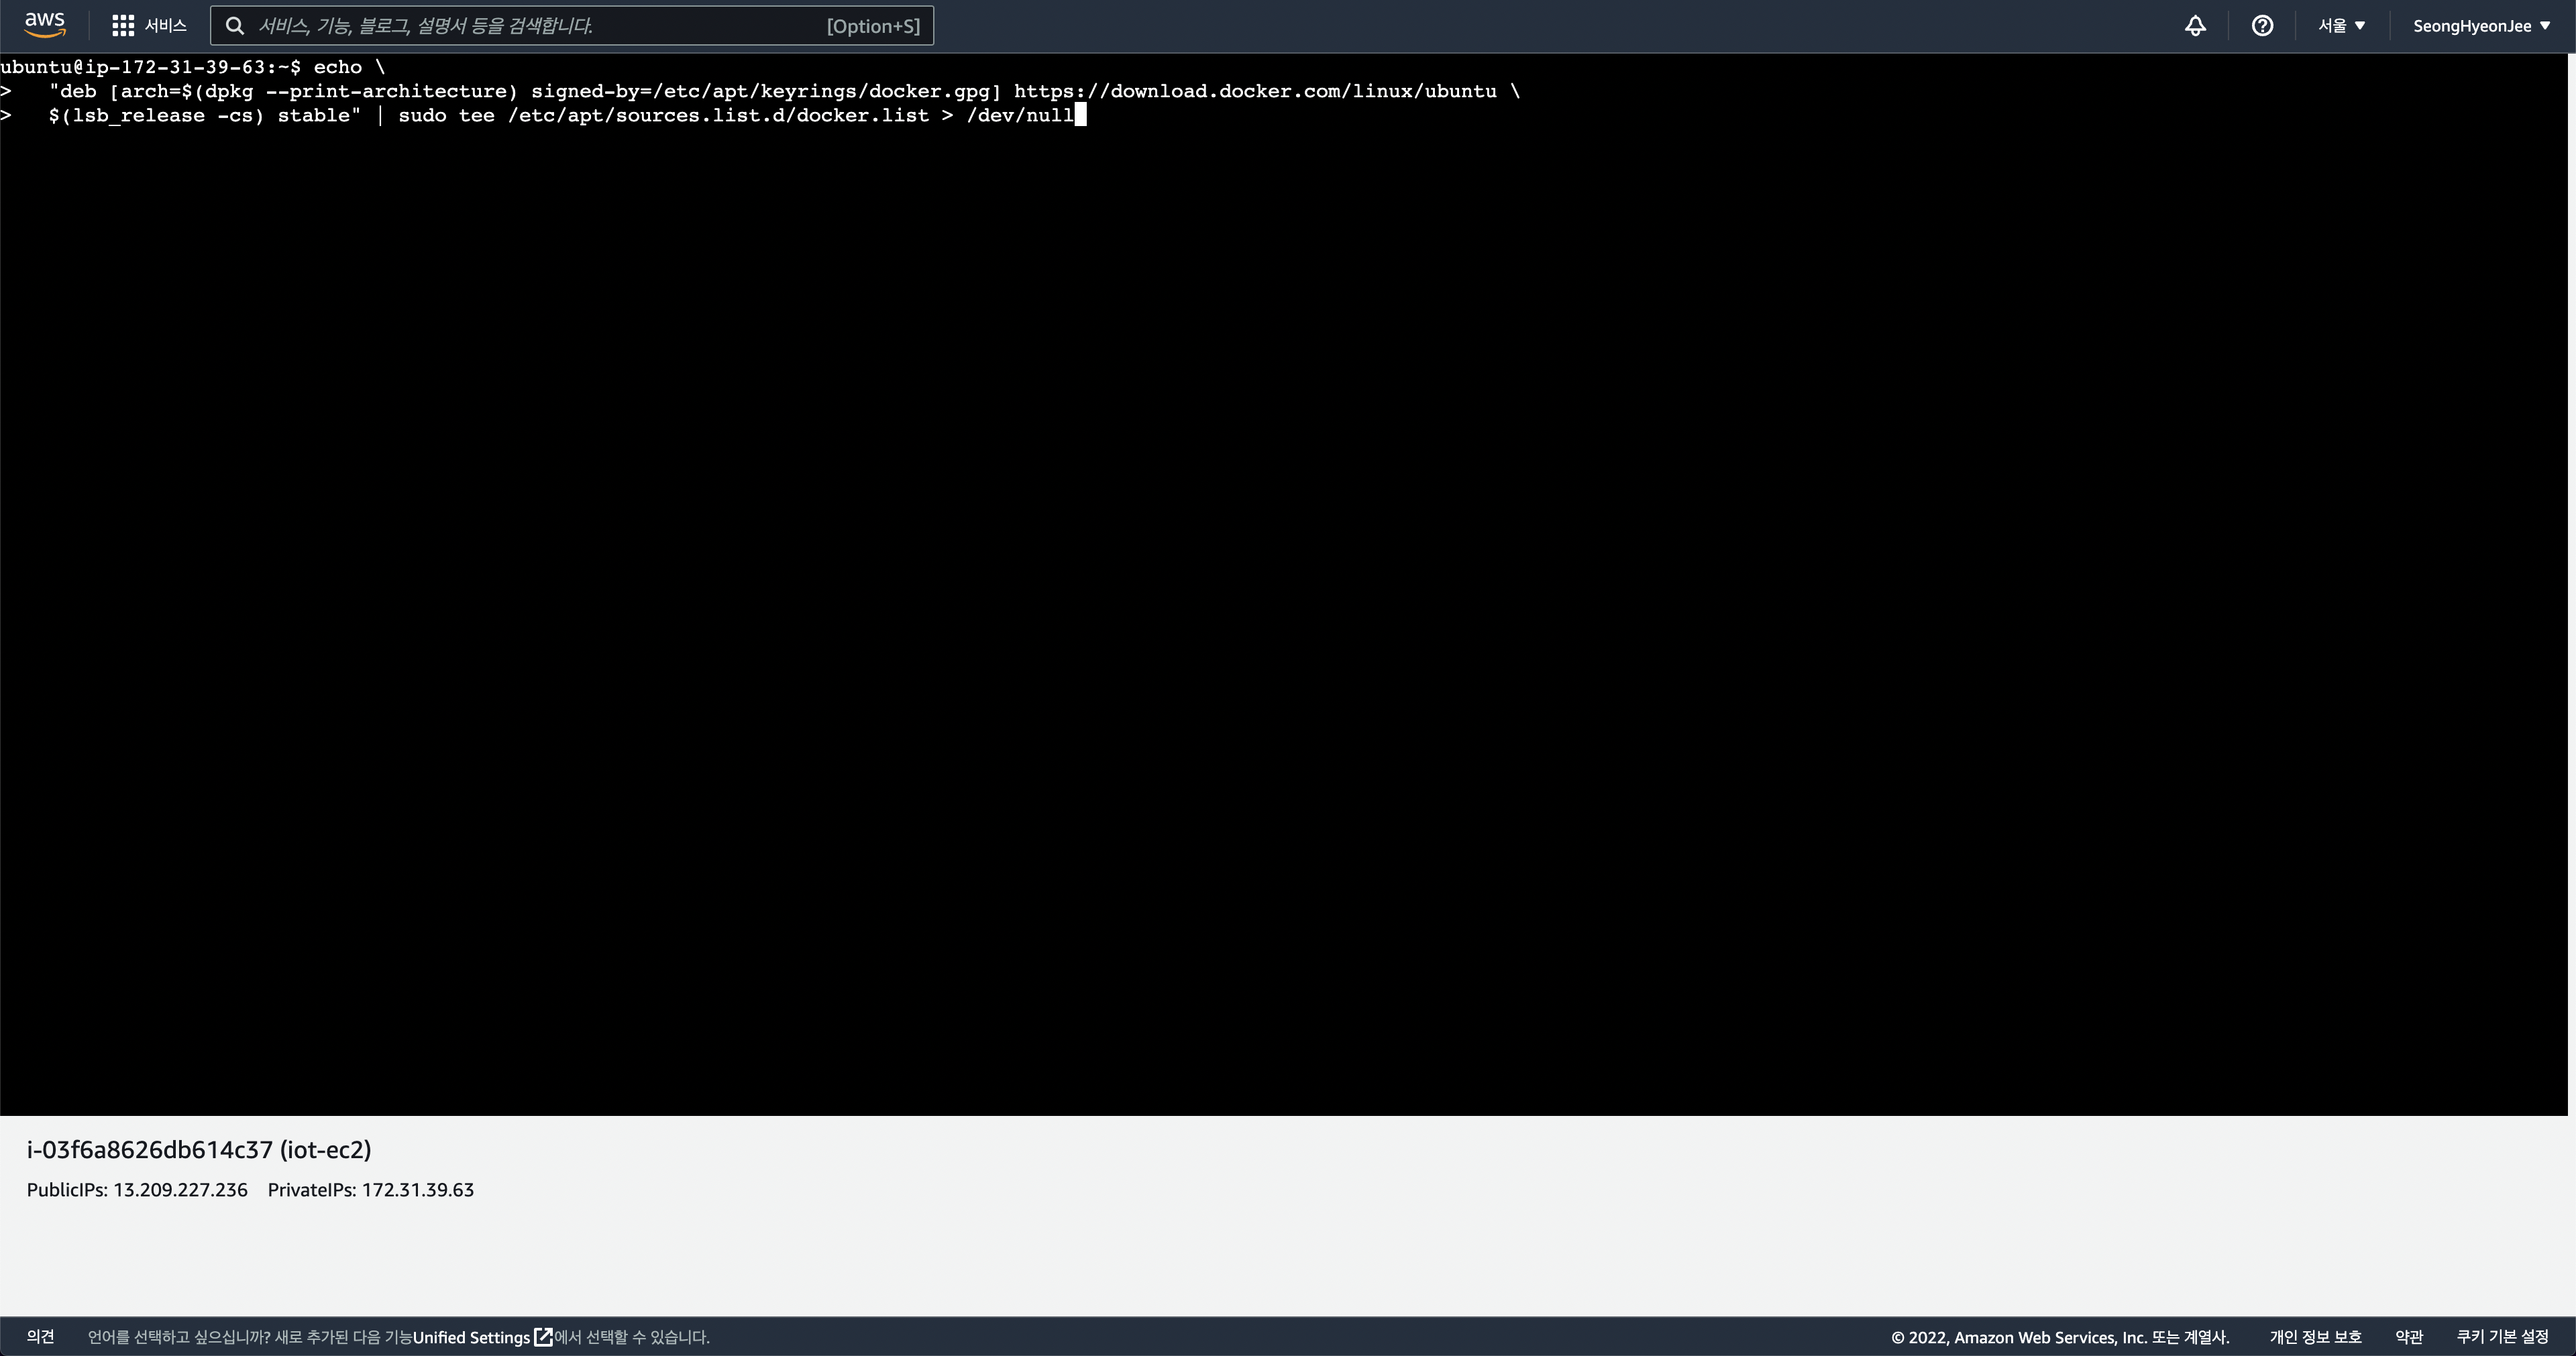 aws 서비스 서비스, 기능, 블로그, 설명서 등을 검색합니다. [Option+S] 서울 ▼ SeongHyeonJee ▼
ubuntu@ip-172-31-39-63:~$ echo \
>   "deb [arch=$(dpkg --print-architecture) signed-by=/etc/apt/keyrings/docker.gpg] https://download.docker.com/linux/ubuntu \
>   $(lsb_release -cs) stable" | sudo tee /etc/apt/sources.list.d/docker.list > /dev/null
i-03f6a8626db614c37 (iot-ec2)
PublicIPs: 13.209.227.236 PrivateIPs: 172.31.39.63
의견 언어를 선택하고 싶으십니까? 새로 추가된 다음 기능Unified Settings에서 선택할 수 있습니다. © 2022, Amazon Web Services, Inc. 또는 계열사. 개인 정보 보호 약관 쿠키 기본 설정